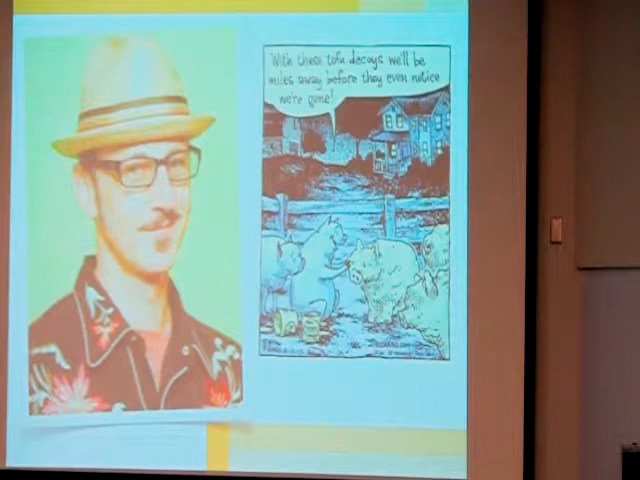 With these tofu decoys we'll be
miles away before they even notice
we're gone!